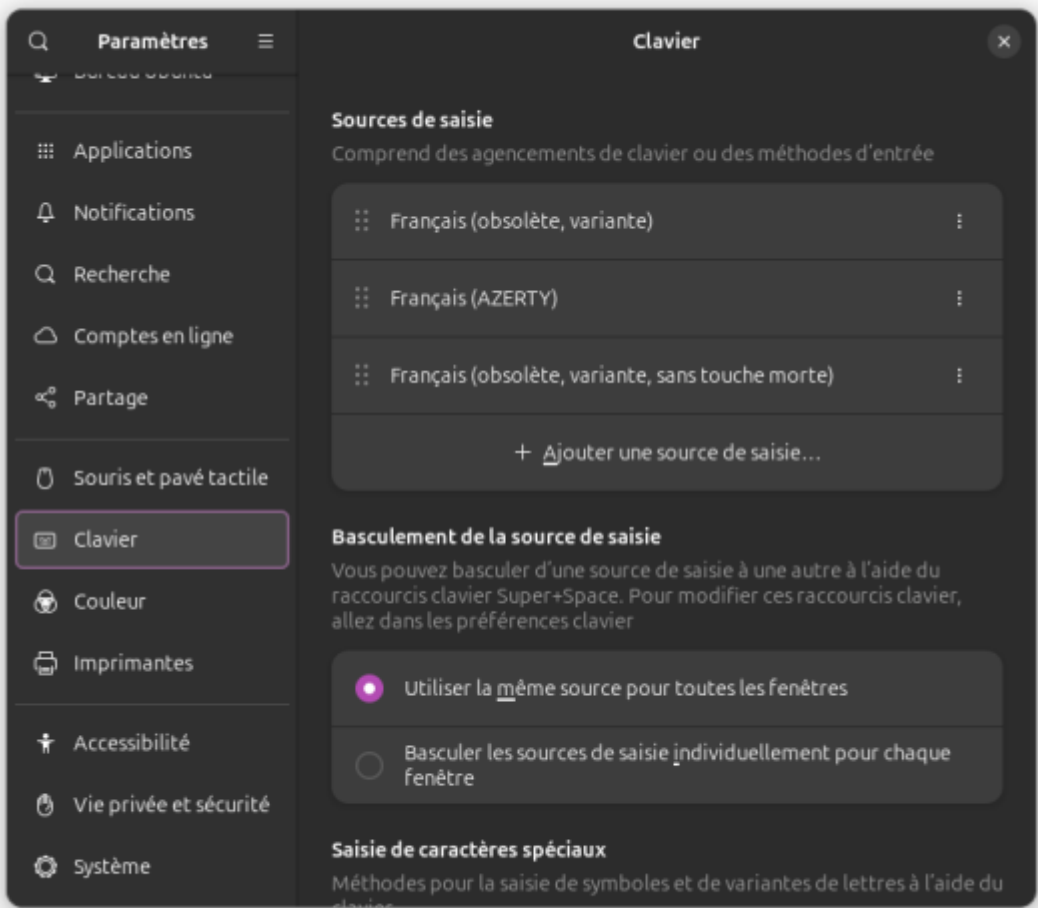 Paramètres
Clavier
Bureau Ubuntu
Applications
Notifications
Recherche
Comptes en ligne
Partage
Souris et pavé tactile
Clavier
Couleur
Imprimantes
Accessibilité
Vie privée et sécurité
Système
Sources de saisie
Comprend des agencements de clavier ou des méthodes d'entrée
Français (obsolète, variante)
Français (AZERTY)
Français (obsolète, variante, sans touche morte)
+ Ajouter une source de saisie…
Basculement de la source de saisie
Vous pouvez basculer d'une source de saisie à une autre à l'aide du
raccourcis clavier Super+Space. Pour modifier ces raccourcis clavier,
allez dans les préférences clavier
Utiliser la même source pour toutes les fenêtres
Basculer les sources de saisie individuellement pour chaque
fenêtre
Saisie de caractères spéciaux
Méthodes pour la saisie de symboles et de variantes de lettres à l'aide du
clavier